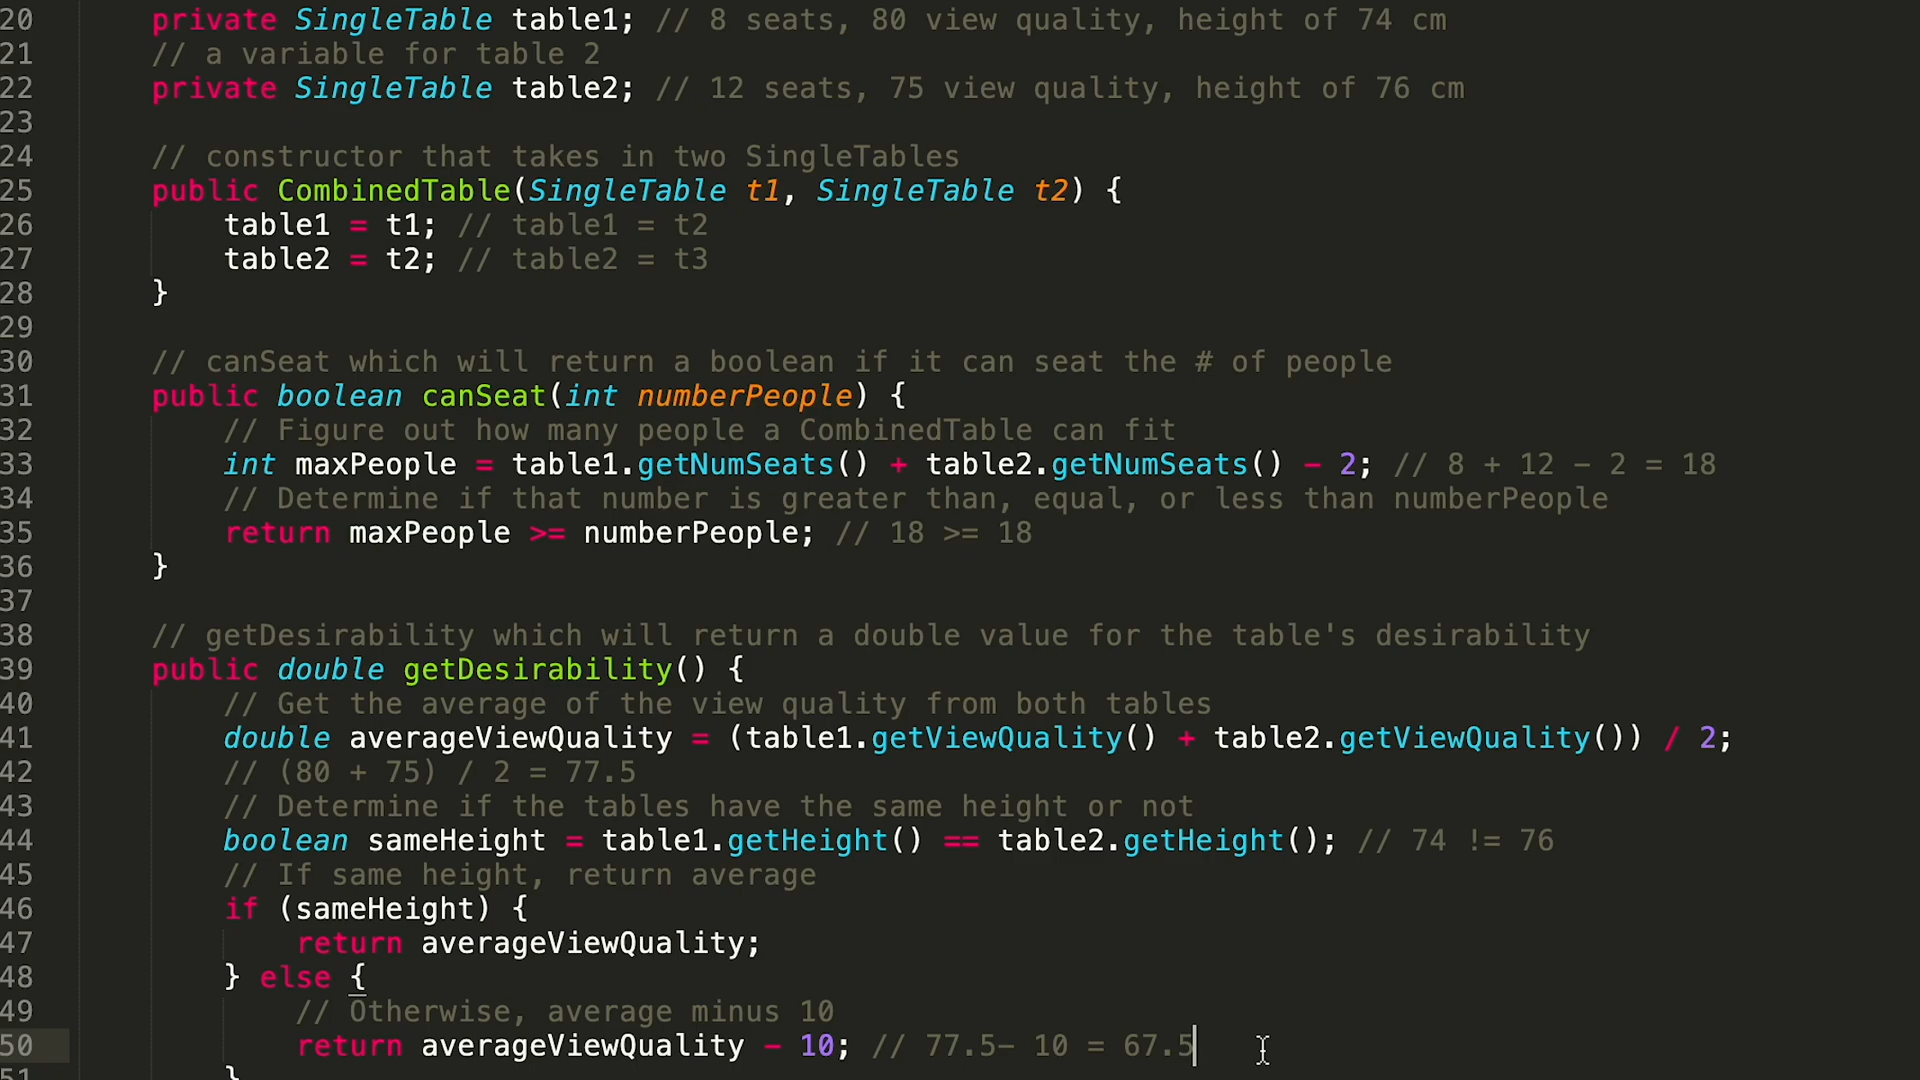 20 private SingleTable table1; // 8 seats, 80 view quality, height of 74 cm
21 // a variable for table 2
22 private SingleTable table2; // 12 seats, 75 view quality, height of 76 cm
23
24 // constructor that takes in two SingleTables
25 public CombinedTable(SingleTable t1, SingleTable t2) {
26 table1 = t1; // table1 = t2
27 table2 = t2; // table2 = t3
28 }
29
30 // canSeat which will return a boolean if it can seat the # of people
31 public boolean canSeat(int numberPeople) {
32 // Figure out how many people a CombinedTable can fit
33 int maxPeople = table1.getNumSeats() + table2.getNumSeats() - 2; // 8 + 12 - 2 = 18
34 // Determine if that number is greater than, equal, or less than numberPeople
35 return maxPeople >= numberPeople; // 18 >= 18
36 }
37
38 // getDesirability which will return a double value for the table's desirability
39 public double getDesirability() {
40 // Get the average of the view quality from both tables
41 double averageViewQuality = (table1.getViewQuality() + table2.getViewQuality()) / 2;
42 // (80 + 75) / 2 = 77.5
43 // Determine if the tables have the same height or not
44 boolean sameHeight = table1.getHeight() == table2.getHeight(); // 74 != 76
45 // If same height, return average
46 if (sameHeight) {
47 return averageViewQuality;
48 } else {
49 // Otherwise, average minus 10
50 return averageViewQuality - 10; // 77.5- 10 = 67.5
51 }